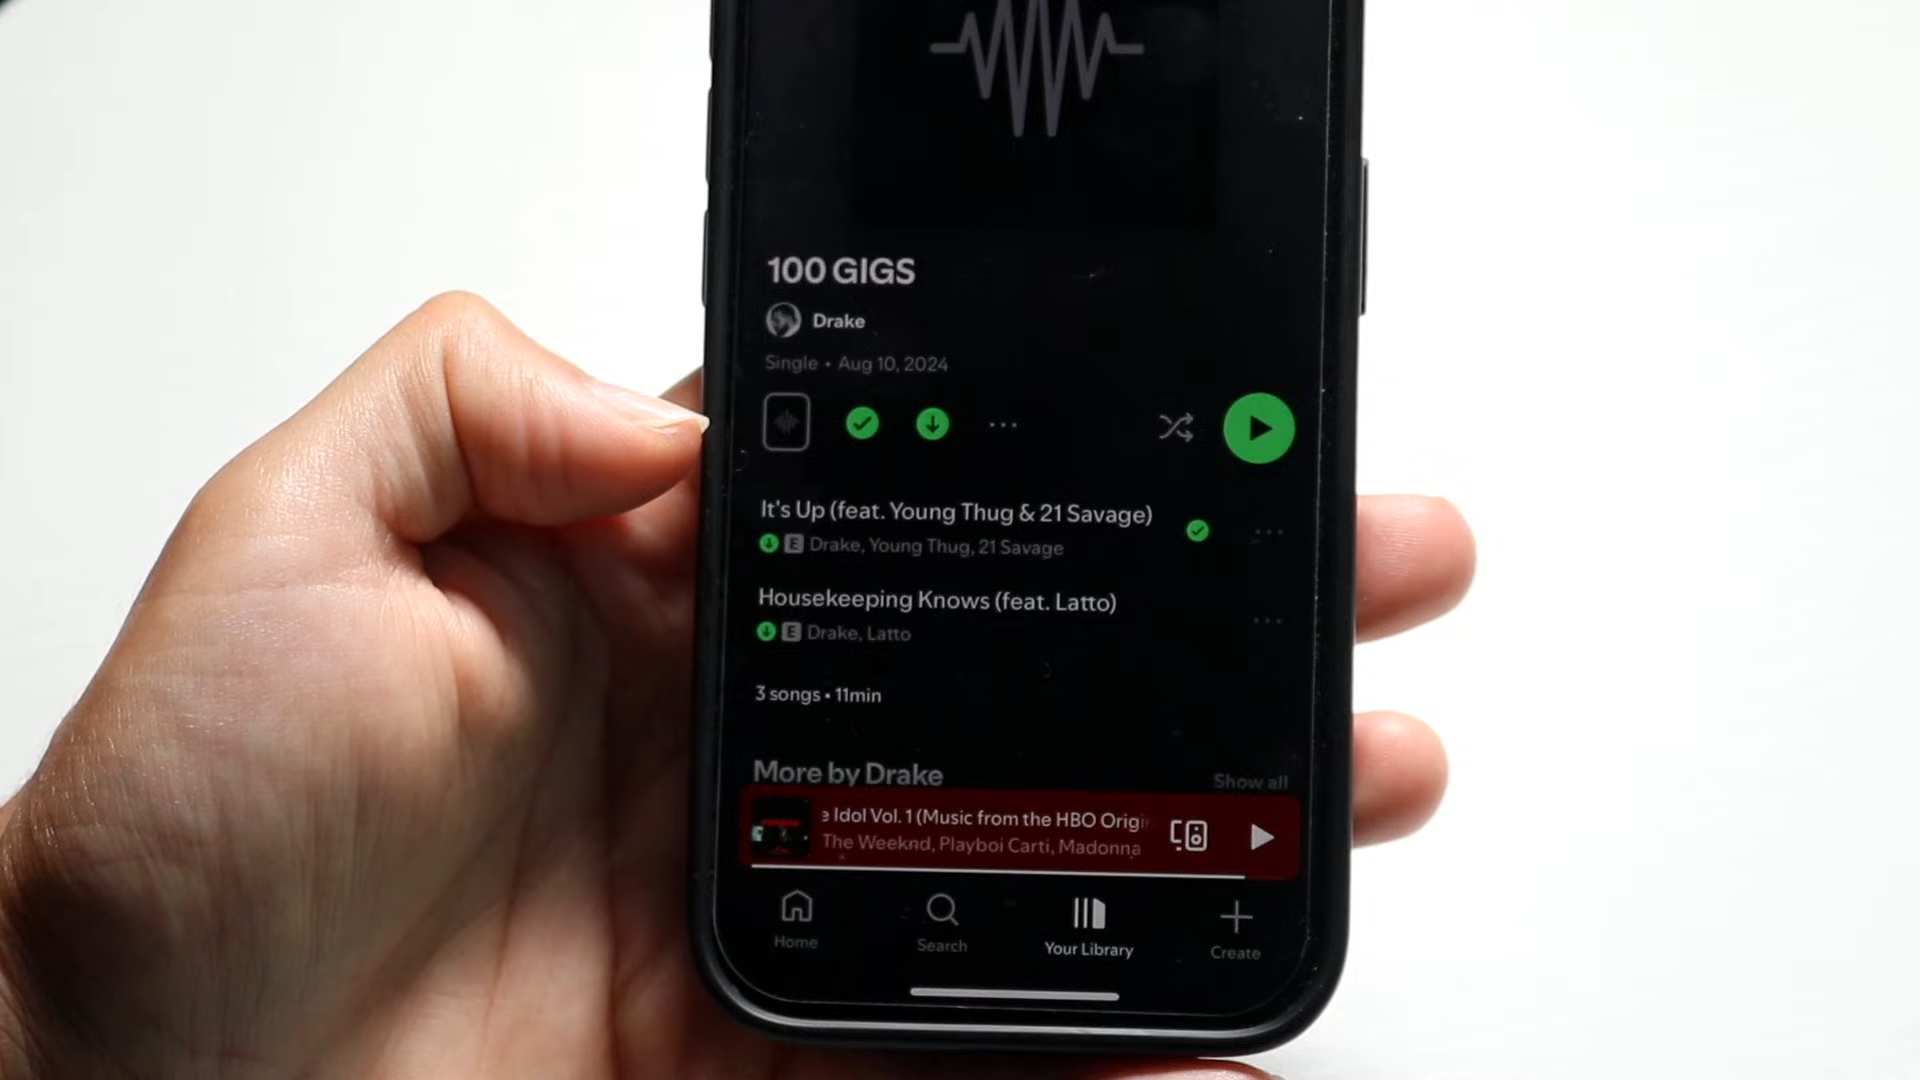 100 GIGS
Drake
Single • Aug 10, 2024
It's Up (feat. Young Thug & 21 Savage)
E Drake, Young Thug, 21 Savage
Housekeeping Knows (feat. Latto)
E Drake, Latto
3 songs • 11min
More by Drake
Show all
e Idol Vol. 1 (Music from the HBO Origi
The Weeknd, Playboi Carti, Madonna
Home
Search
Your Library
Create